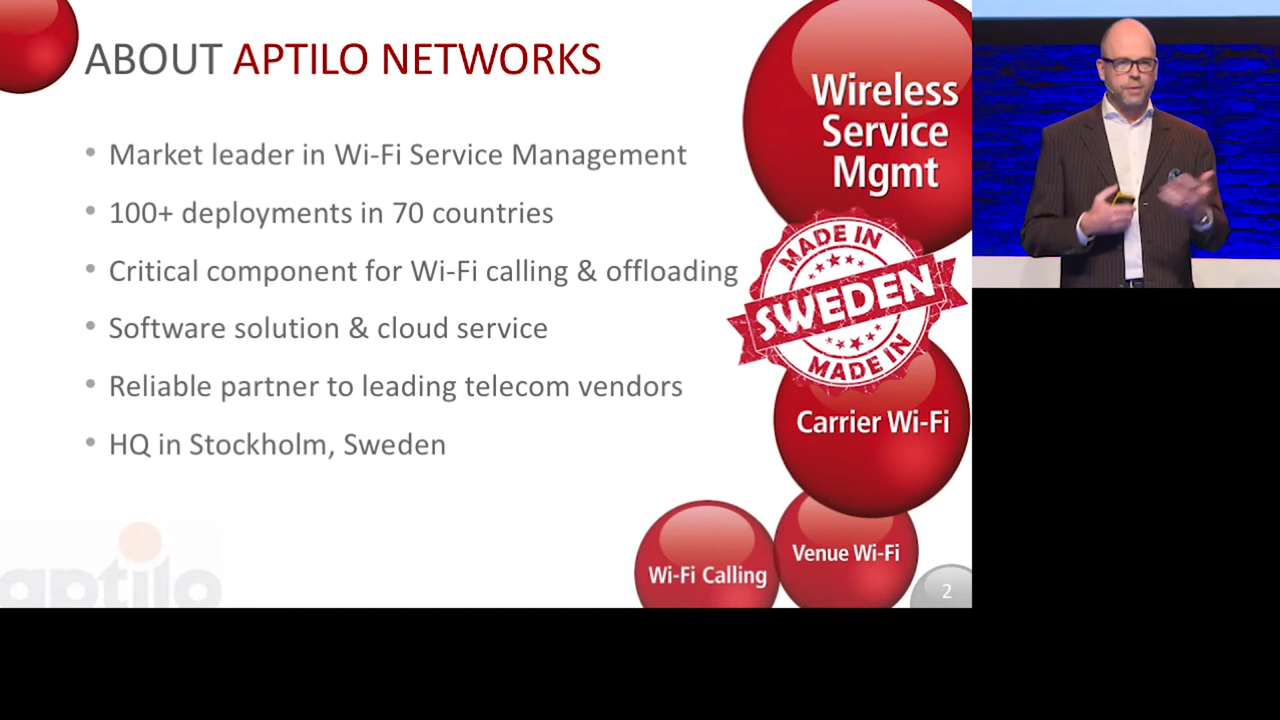 ABOUT APTILO NETWORKS
• Market leader in Wi-Fi Service Management
• 100+ deployments in 70 countries
• Critical component for Wi-Fi calling & offloading
• Software solution & cloud service
• Reliable partner to leading telecom vendors
• HQ in Stockholm, Sweden
Wireless
Service
Mgmt
MADE IN
SWEDEN
MADE IN
Carrier Wi-Fi
Venue Wi-Fi
Wi-Fi Calling
aptilo
2